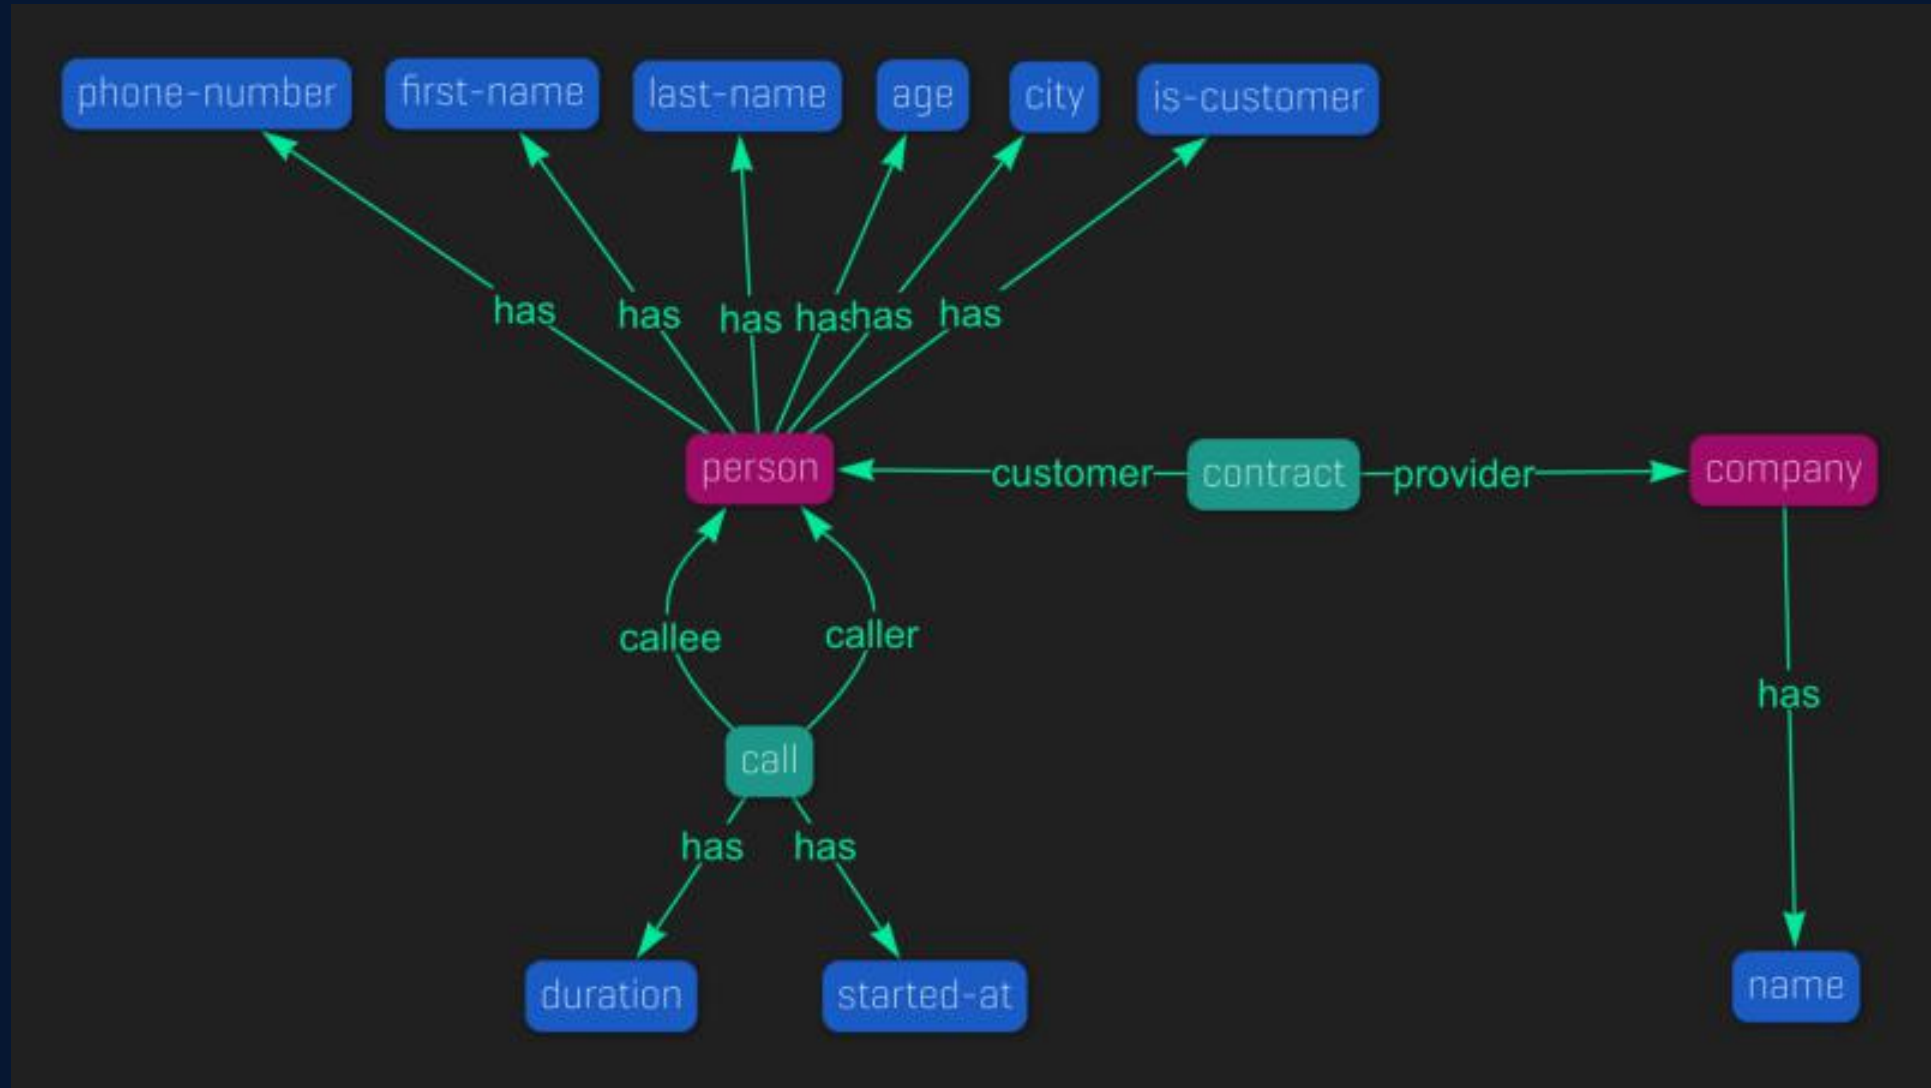 phone-number
first-name
last-name
age
city
is-customer
has
has
has
has
has
has
person
customer
contract
provider
company
callee
caller
has
call
has
has
duration
started-at
name